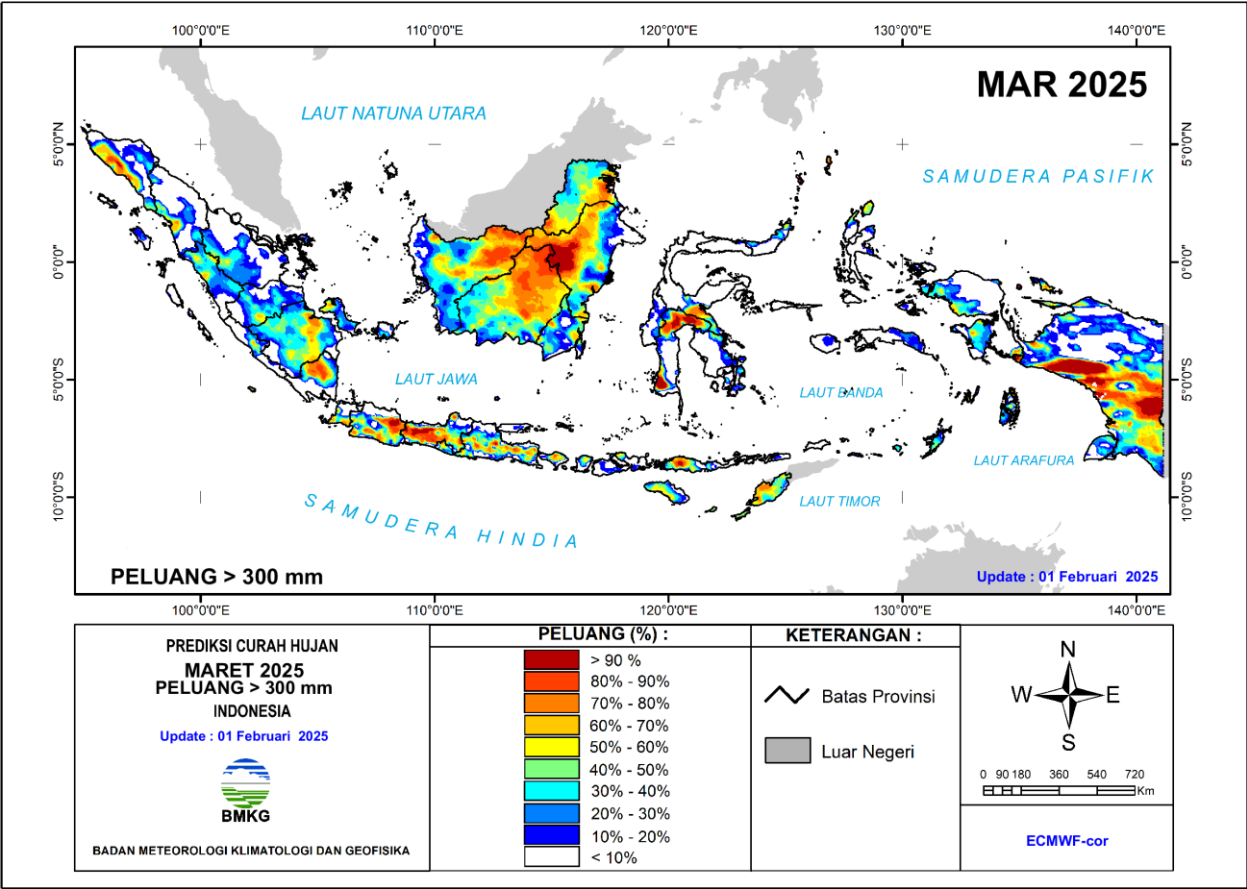 100°0'0"E 110°0'0"E 120°0'0"E 130°0'0"E 140°0'0"E
MAR 2025
LAUT NATUNA UTARA
5°0'0"N
5°0'0"N
SAMUDERA PASIFIK
0°0'0"
0°0'0"
LAUT JAWA
5°0'0"S
5°0'0"S
LAUT BANDA
LAUT ARAFURA
10°0'0"S
10°0'0"S
LAUT TIMOR
SAMUDERA HINDIA
PELUANG > 300 mm
Update : 01 Februari 2025
100°0'0"E 110°0'0"E 120°0'0"E 130°0'0"E 140°0'0"E
PREDIKSI CURAH HUJAN
MARET 2025
PELUANG > 300 mm
INDONESIA
Update : 01 Februari 2025
BMKG
BADAN METEOROLOGI KLIMATOLOGI DAN GEOFISIKA
PELUANG (%) :
> 90 %
80% - 90%
70% - 80%
60% - 70%
50% - 60%
40% - 50%
30% - 40%
20% - 30%
10% - 20%
< 10%
KETERANGAN :
Batas Provinsi
Luar Negeri
N
W E
S
0 90 180 360 540 720
Km
ECMWF-cor